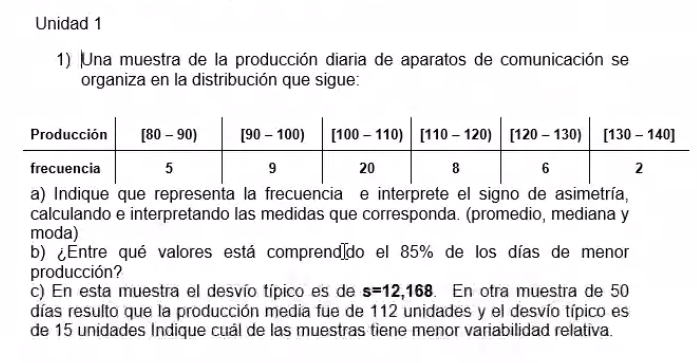 Unidad 1
1) Una muestra de la producción diaria de aparatos de comunicación se
organiza en la distribución que sigue:
Producción [80 – 90) [90 – 100) [100 – 110) [110 – 120) [120 – 130) [130 – 140]
frecuencia 5 9 20 8 6 2
a) Indique que representa la frecuencia e interprete el signo de asimetría,
calculando e interpretando las medidas que corresponda. (promedio, mediana y
moda)
b) ¿Entre qué valores está comprendido el 85% de los días de menor
producción?
c) En esta muestra el desvío típico es de s=12,168. En otra muestra de 50
días resulto que la producción media fue de 112 unidades y el desvío típico es
de 15 unidades Indique cuál de las muestras tiene menor variabilidad relativa.